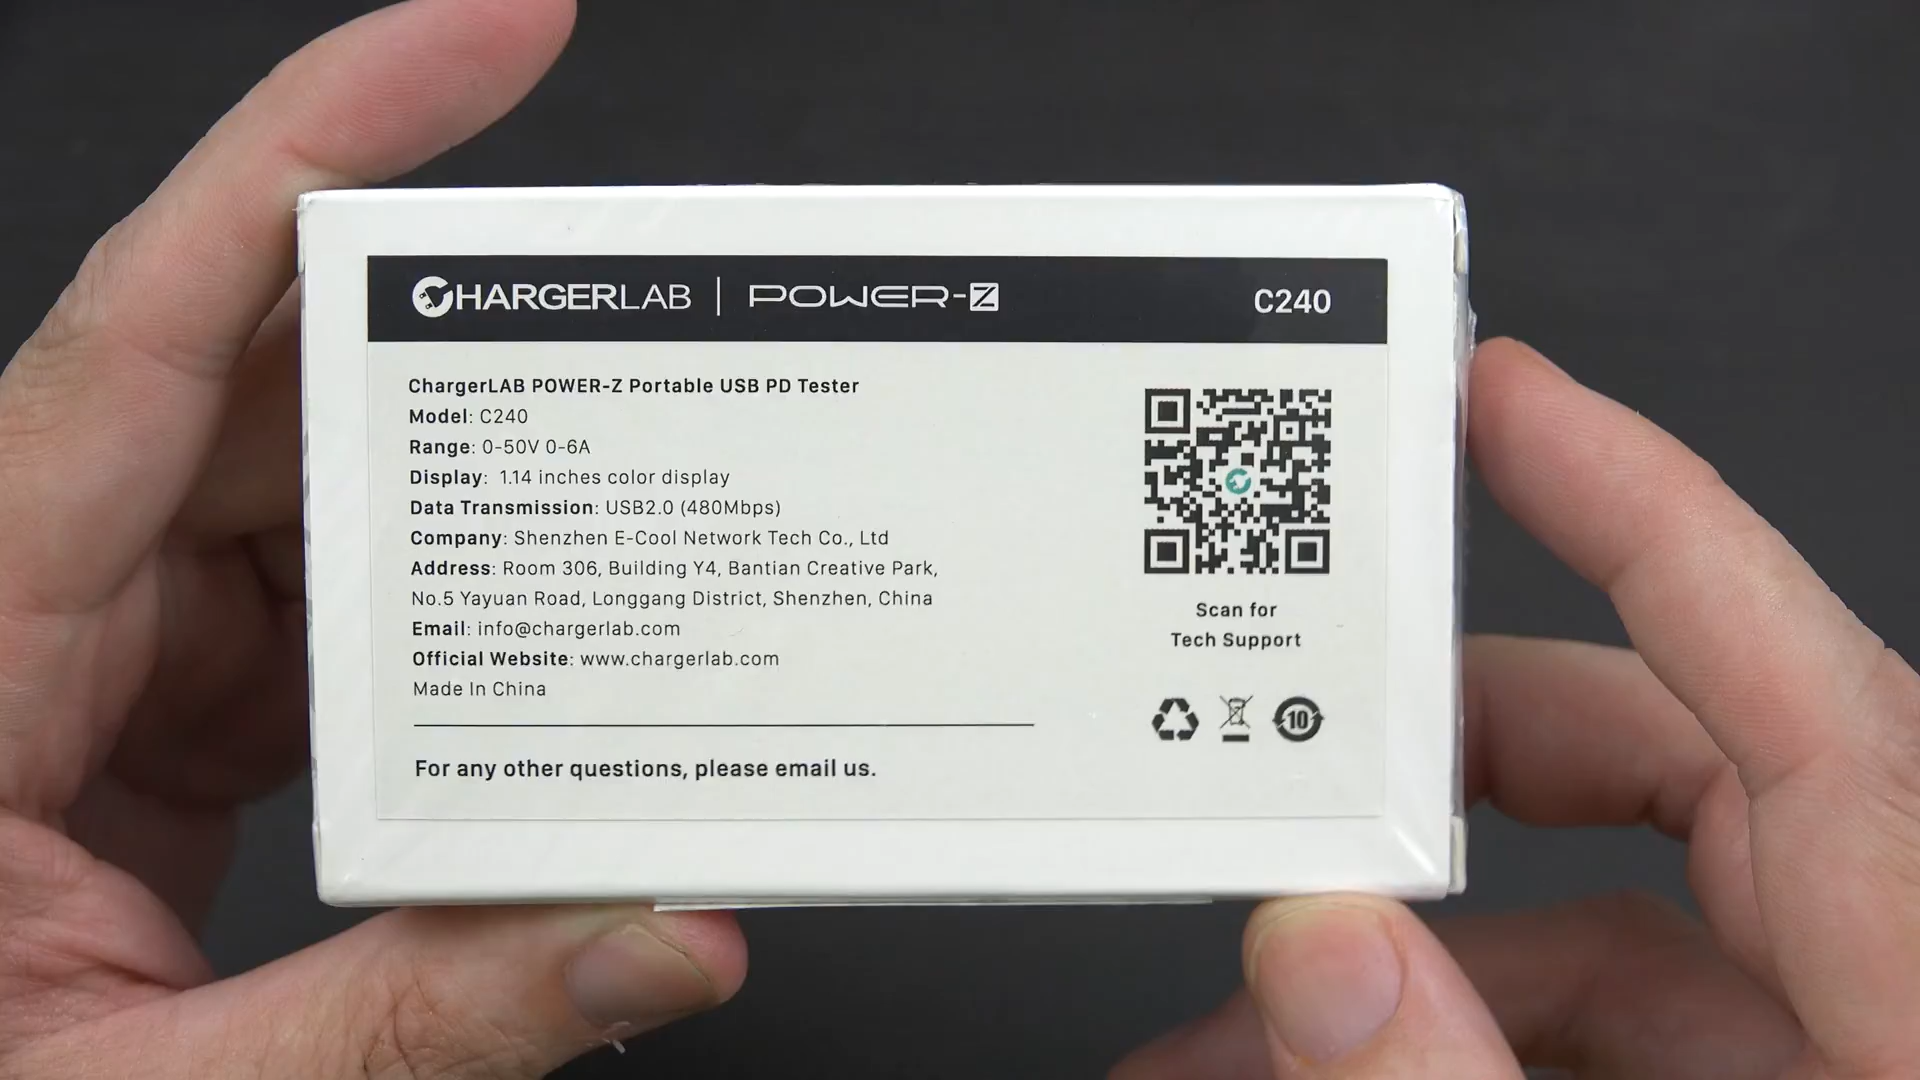 CHARGERLAB | POWER-Z C240
ChargerLAB POWER-Z Portable USB PD Tester
Model: C240
Range: 0-50V 0-6A
Display: 1.14 inches color display
Data Transmission: USB2.0 (480Mbps)
Company: Shenzhen E-Cool Network Tech Co., Ltd
Address: Room 306, Building Y4, Bantian Creative Park,
No.5 Yayuan Road, Longgang District, Shenzhen, China
Email: info@chargerlab.com
Official Website: www.chargerlab.com
Made In China
For any other questions, please email us.
Scan for
Tech Support
10